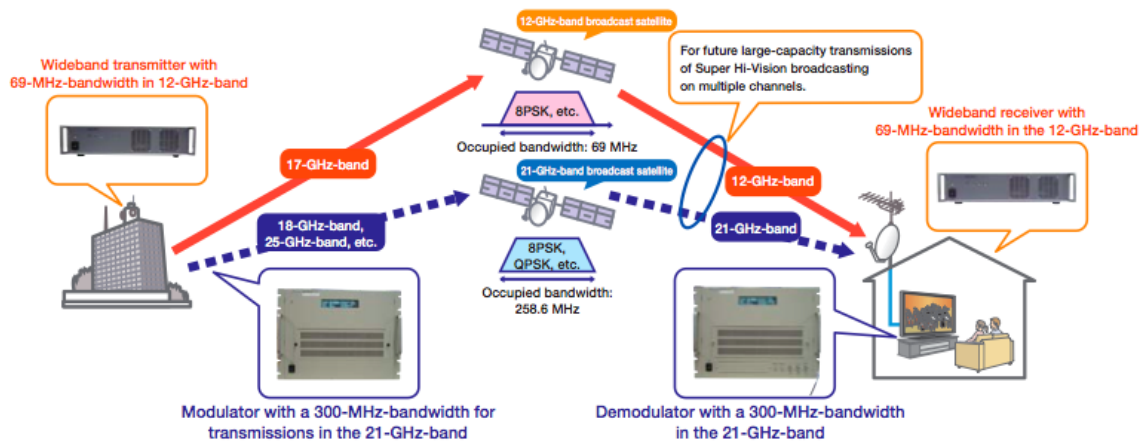 12-GHz-band broadcast satellite
Wideband transmitter with
69-MHz-bandwidth in 12-GHz-band
For future large-capacity transmissions
of Super Hi-Vision broadcasting
on multiple channels.
8PSK, etc.
Occupied bandwidth: 69 MHz
Wideband receiver with
69-MHz-bandwidth in the 12-GHz-band
17-GHz-band
21-GHz-band broadcast satellite
12-GHz-band
18-GHz-band,
25-GHz-band, etc.
21-GHz-band
8PSK,
QPSK, etc.
Occupied bandwidth:
258.6 MHz
Modulator with a 300-MHz-bandwidth for
transmissions in the 21-GHz-band
Demodulator with a 300-MHz-bandwidth
in the 21-GHz-band